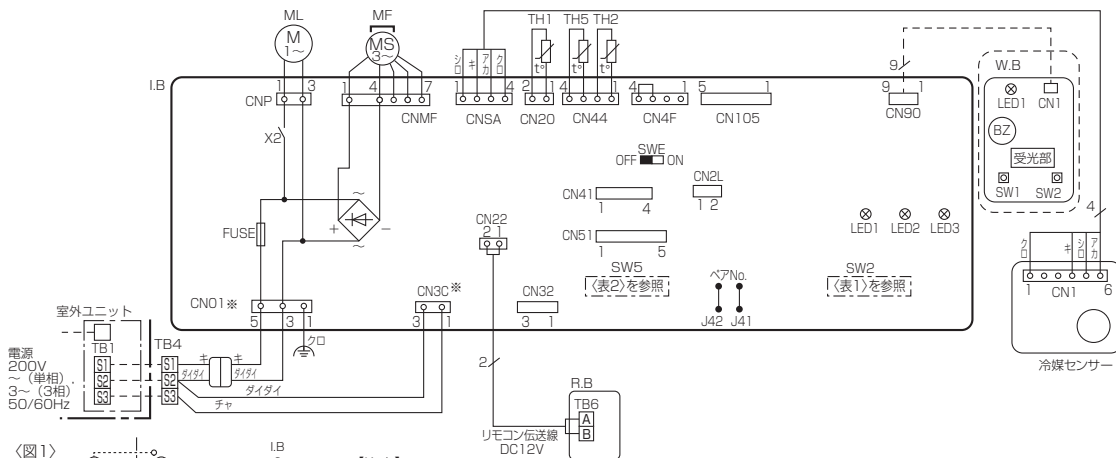 ML
MF
TH1 TH5 TH2
M
1~
MS
3~
シロ キ アカ クロ
t° t° t°
I.B
1 3
1 4 7
1 4
2 1
4 1
4 1
5 1
9
9 1
CNP
CNMF
CNSA
CN20
CN44
CN4F
CN105
CN90
W.B
LED1
CN1
BZ
受光部
SW1 SW2
X2
SWE
OFF ON
CN41
1 4
CN2L
1 2
FUSE
~
+ −
~
CN22
2 1
CN51
1 5
LED1 LED2 LED3
4
SW5
〈表2〉を参照
ペアNo.
J42 J41
SW2
〈表1〉を参照
クロ キ シロ アカ
1 6
CN1
冷媒センサー
CN01※
5 3 1
CN3C※
3 1
CN32
3 1
クロ
室外ユニット
TB1
TB4
電源
200V
~(単相),
3~(3相)
50/60Hz
S1 S1 キ キ
S2 S2 ダイダイ ダイダイ
S3 S3 ダイダイ
チャ
2
リモコン伝送線
DC12V
R.B
TB6
A
B
〈図1〉
I.B